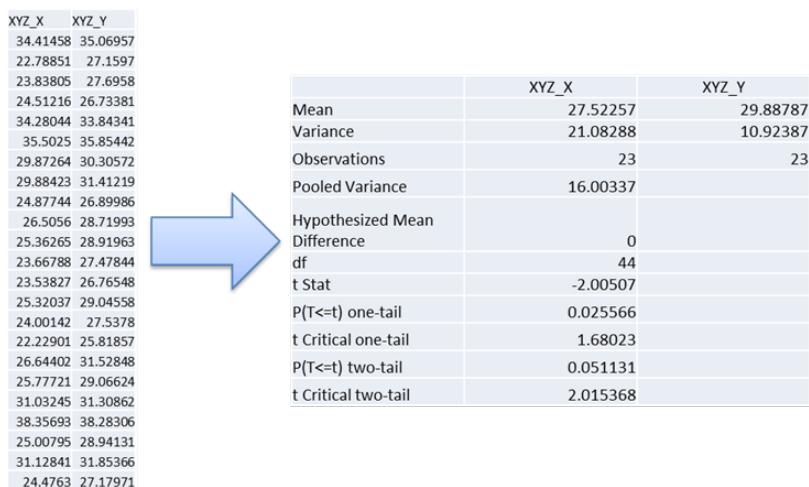 XYZ_X XYZ_Y
34.41458 35.06957
22.78851 27.1597
23.83805 27.6958
24.51216 26.73381
34.28044 33.84341
35.5025 35.85442
29.87264 30.30572
29.88423 31.41219
24.87744 26.89986
26.5056 28.71993
25.36265 28.91963
23.66788 27.47844
23.53827 26.76548
25.32037 29.04558
24.00142 27.5378
22.22901 25.81857
26.64402 31.52848
25.77721 29.06624
31.03245 31.30862
38.35693 38.28306
25.00795 28.94131
31.12841 31.85366
24.4763 27.17971
XYZ_X XYZ_Y
Mean 27.52257 29.88787
Variance 21.08288 10.92387
Observations 23 23
Pooled Variance 16.00337
Hypothesized Mean
Difference 0
df 44
t Stat -2.00507
P(T<=t) one-tail 0.025566
t Critical one-tail 1.68023
P(T<=t) two-tail 0.051131
t Critical two-tail 2.015368